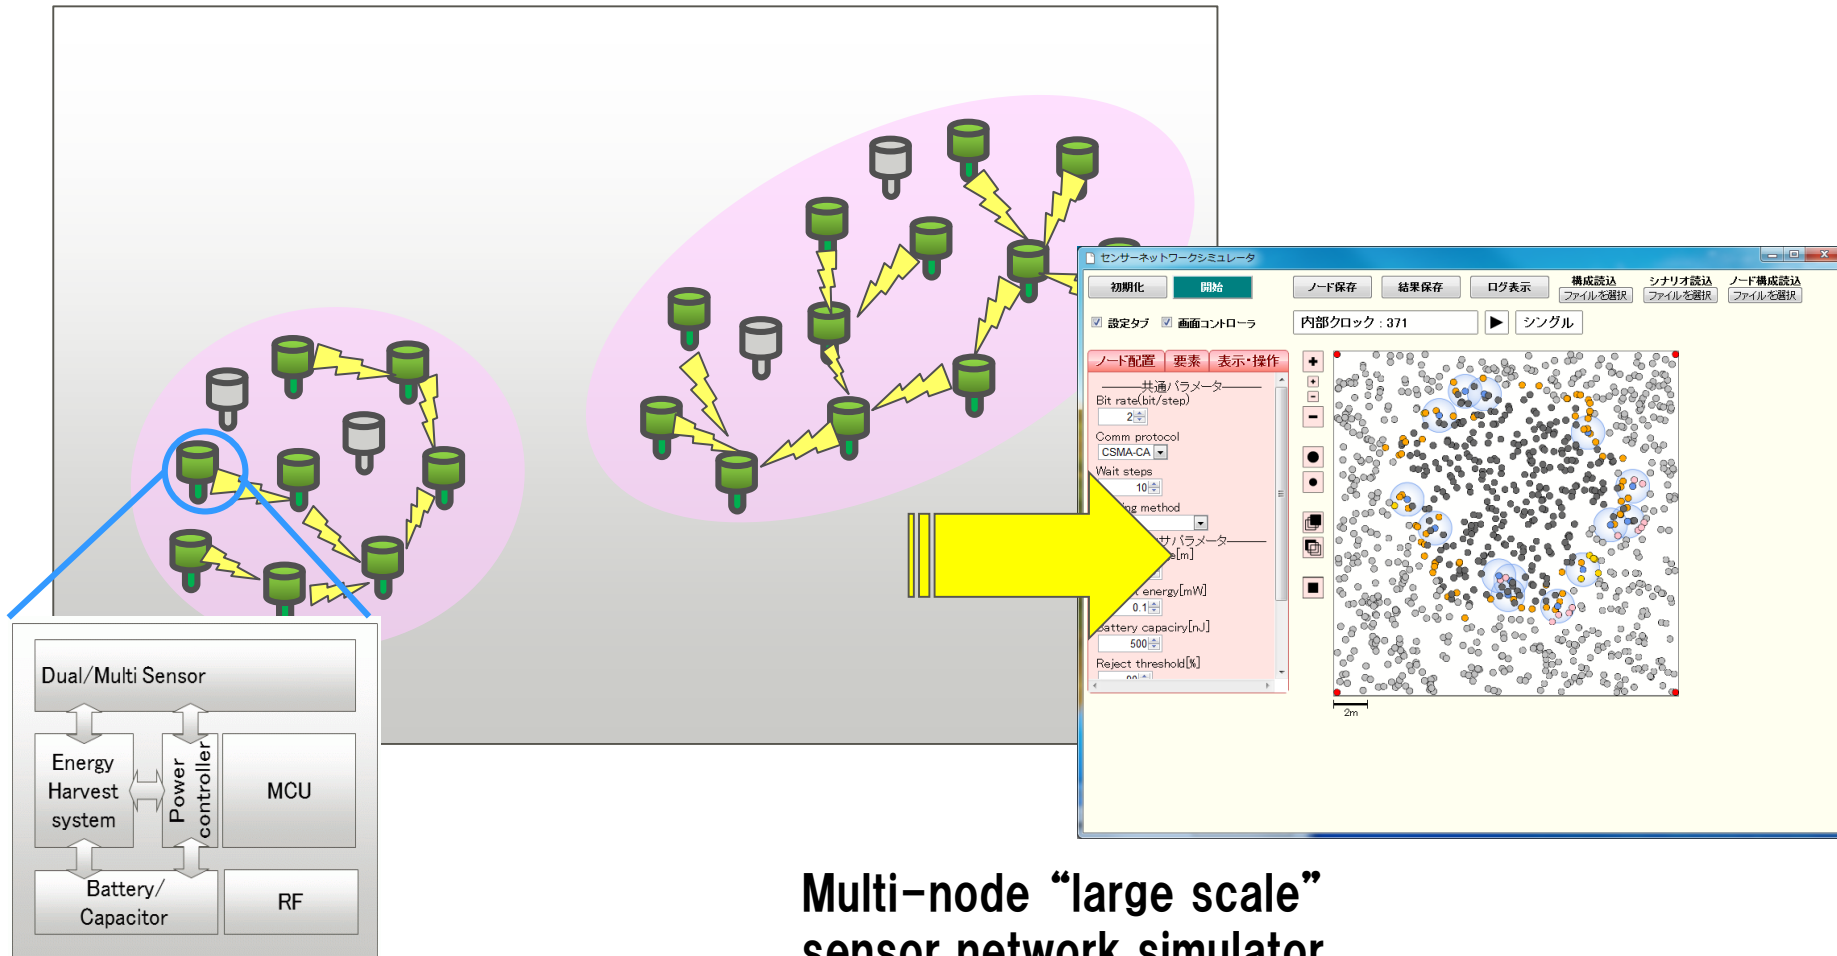 センサーネットワークシミュレータ
初期化
開始
ノード保存
結果保存
ログ表示
構成読込
ファイルを選択
シナリオ読込
ファイルを選択
ノード構成読込
ファイルを選択
設定タブ
画面コントローラ
内部クロック : 371
シングル
ノード配置
要素
表示・操作
共通パラメーター
Bit rate(bit/step)
2
Comm protocol
CSMA-CA
Wait steps
10
method
サパラメータ
[m]
energy[mW]
0.1
Battery capaciry[nJ]
500
Reject threshold[%]
2m
Dual/Multi Sensor
Energy
Harvest
system
Power
controller
MCU
Battery/
Capacitor
RF
Multi-node “large scale”
sensor network simulator